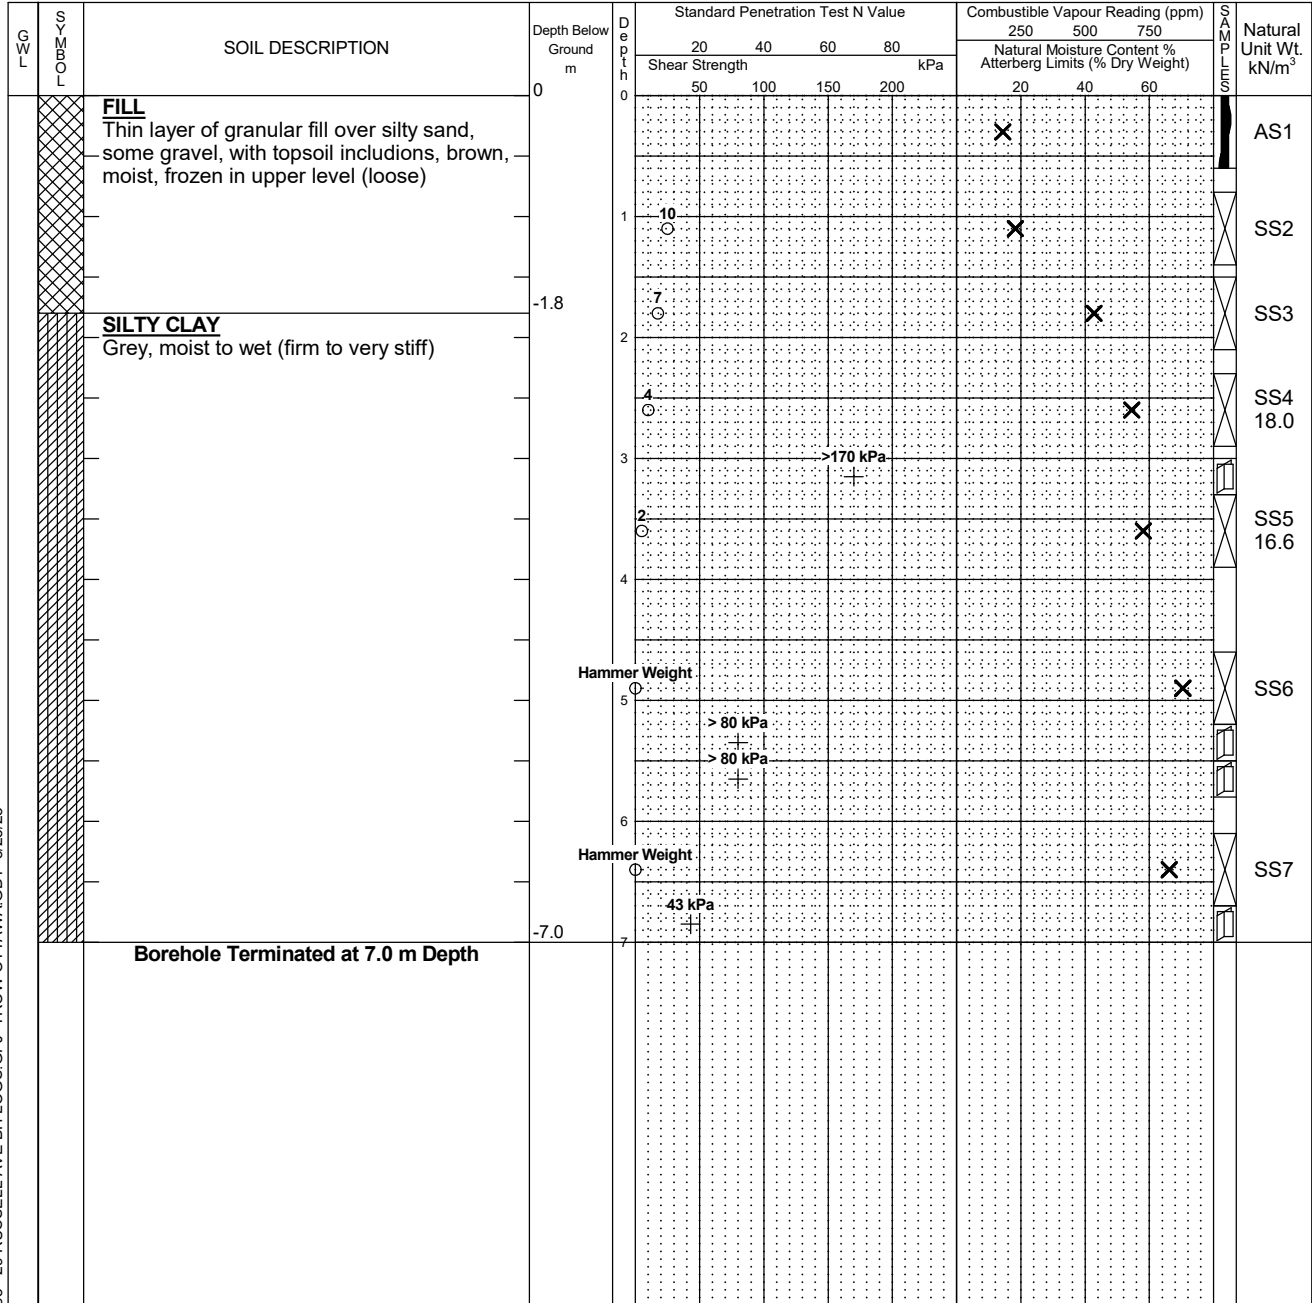 GWL
SYMBOL
SOIL DESCRIPTION
Depth Below
Ground
m
Depth
Standard Penetration Test N Value
20 40 60 80
Shear Strength kPa
50 100 150 200
Combustible Vapour Reading (ppm)
250 500 750
Natural Moisture Content %
Atterberg Limits (% Dry Weight)
20 40 60
SAMPLES
Natural
Unit Wt.
kN/m³
0 0
FILL
Thin layer of granular fill over silty sand,
some gravel, with topsoil includions, brown,
moist, frozen in upper level (loose)
AS1
1
10
SS2
-1.8
7
SS3
SILTY CLAY
Grey, moist to wet (firm to very stiff)
2
4
SS4
18.0
3
>170 kPa
2
SS5
16.6
4
Hammer Weight
SS6
5
> 80 kPa
> 80 kPa
6
Hammer Weight
SS7
43 kPa
-7.0
7
Borehole Terminated at 7.0 m Depth